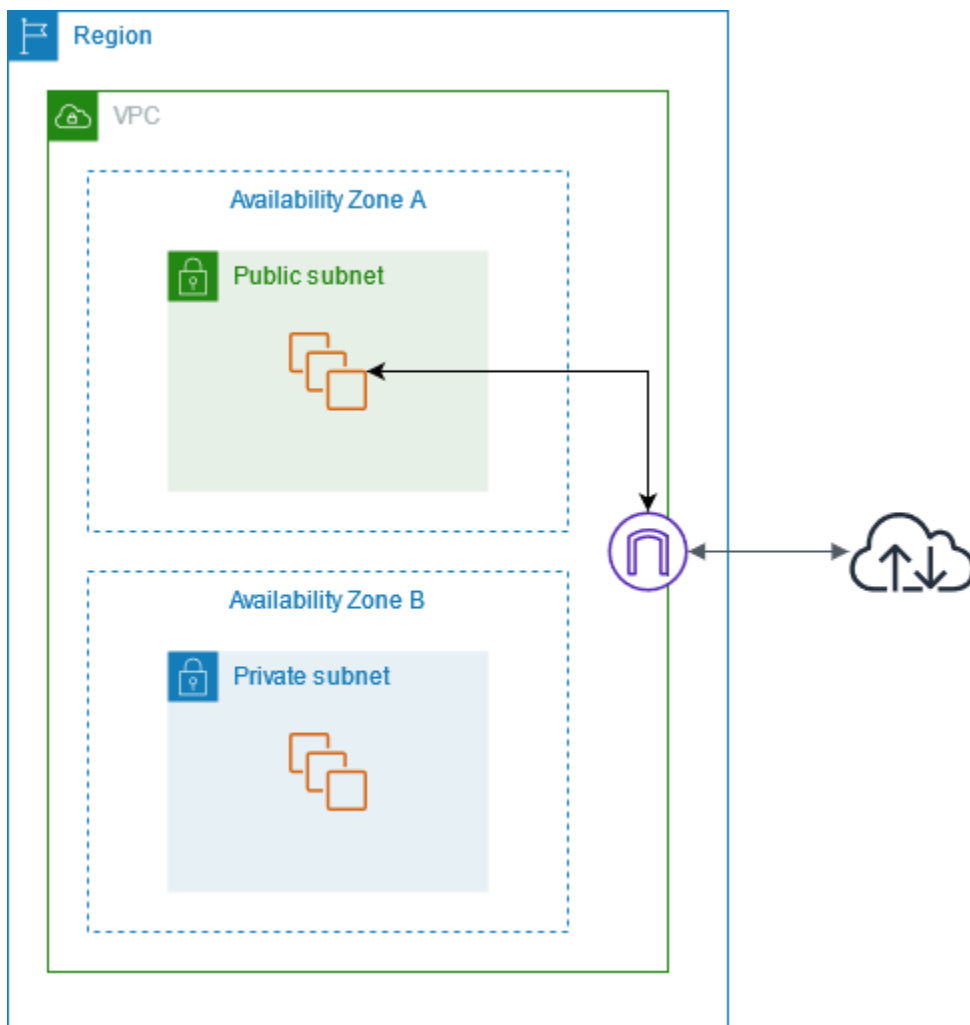 Region
VPC
Availability Zone A
Public subnet
Availability Zone B
Private subnet